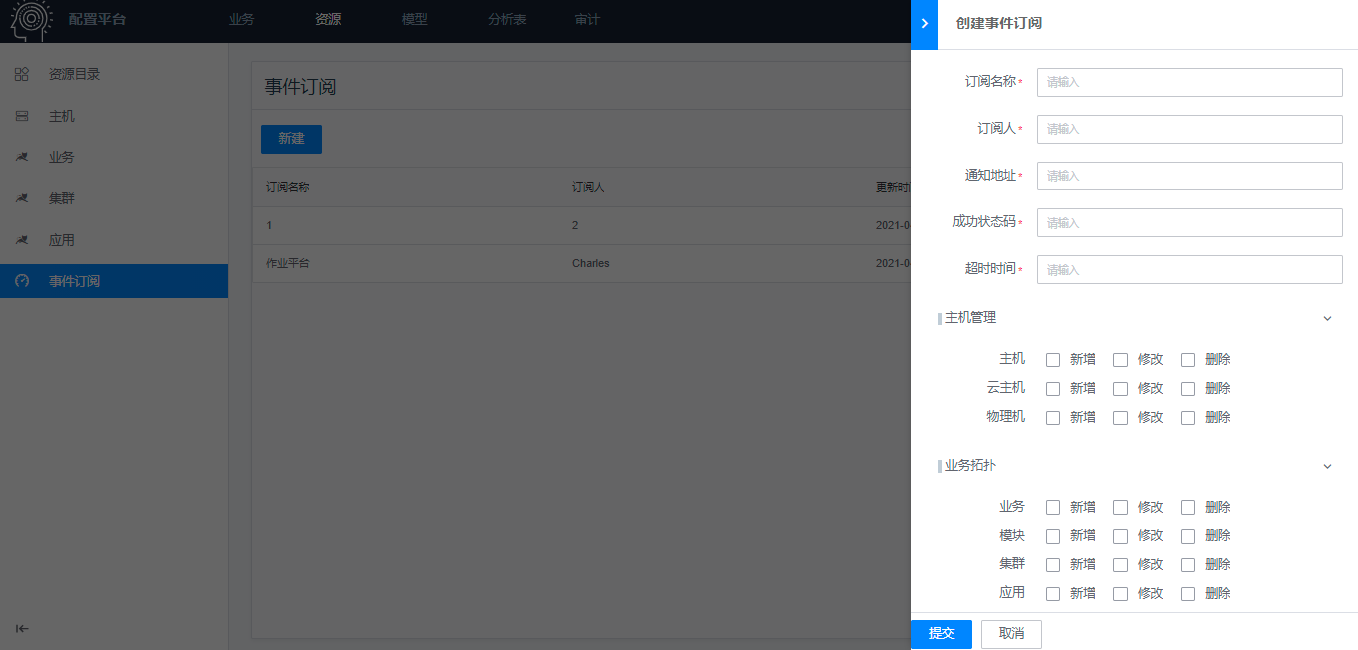 配置平台
业务
资源
模型
分析表
审计
资源目录
主机
业务
集群
应用
事件订阅
事件订阅
新建
订阅名称 订阅人 更新时
1 2 2021-0
作业平台 Charles 2021-0
创建事件订阅
订阅名称* 请输入
订阅人* 请输入
通知地址* 请输入
成功状态码* 请输入
超时时间* 请输入
主机管理
主机 新增 修改 删除
云主机 新增 修改 删除
物理机 新增 修改 删除
业务拓扑
业务 新增 修改 删除
模块 新增 修改 删除
集群 新增 修改 删除
应用 新增 修改 删除
提交 取消